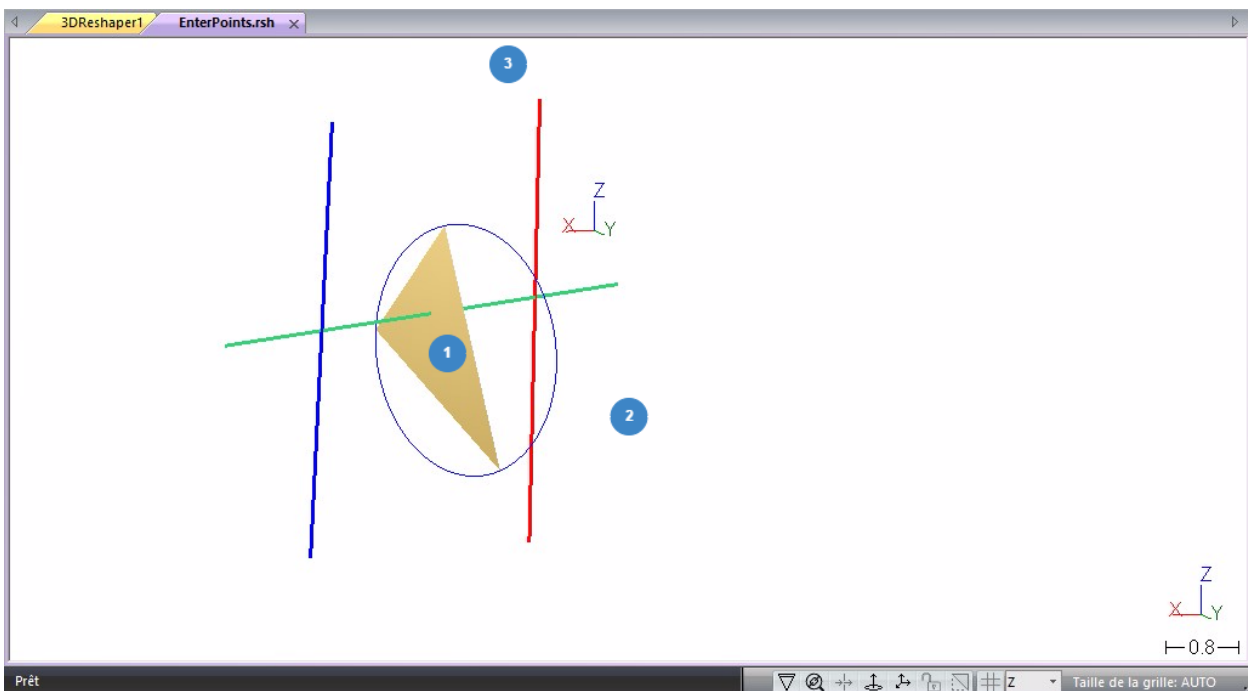 3DReshaper1 EnterPoints.rsh
3
Z
X Y
1
2
Z
X Y
0.8
Prêt Z Taille de la grille: AUTO